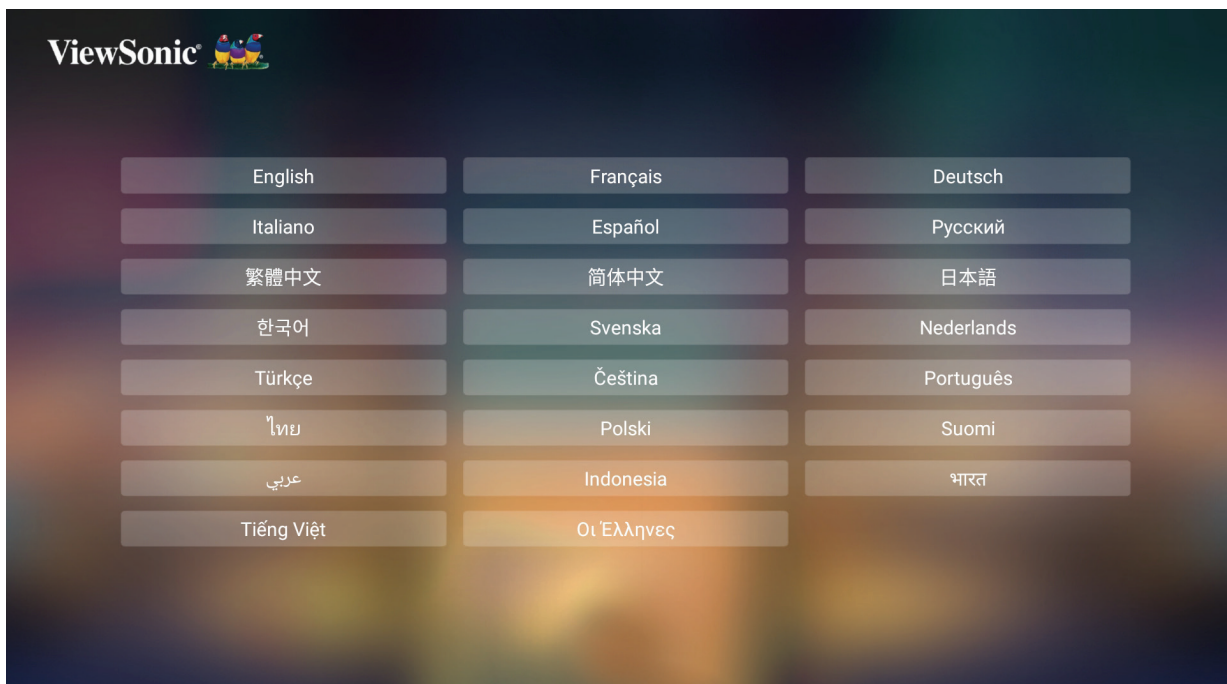 ViewSonic®
English Français Deutsch
Italiano Español Русский
繁體中文 简体中文 日本語
한국어 Svenska Nederlands
Türkçe Čeština Português
ไทย Polski Suomi
عربي Indonesia भारत
Tiếng Việt Οι Έλληνες